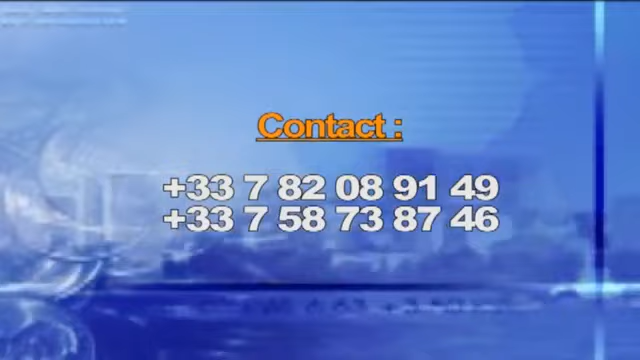 Contact :
+33 7 82 08 91 49
+33 7 58 73 87 46